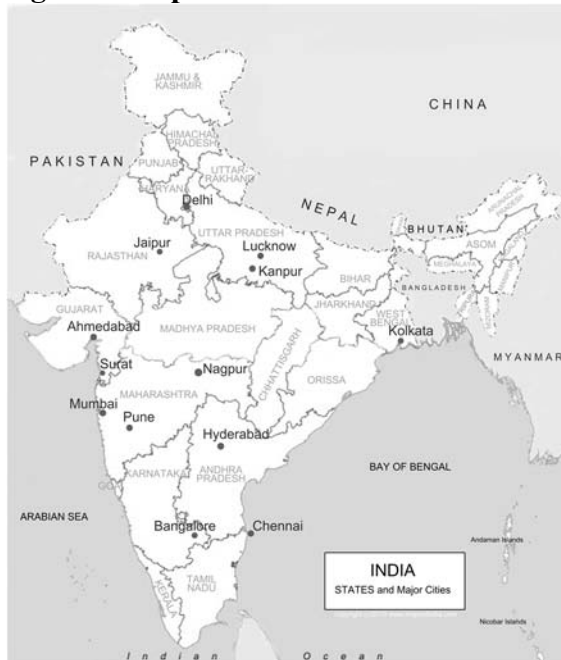 JAMMU &
KASHMIR
CHINA
HIMACHAL
PRADESH
PAKISTAN
PUNJAB
UTTAR-
RAKHAND
HARYANA
Delhi
NEPAL
ARUNACHAL
PRADESH
BHUTAN
UTTAR PRADESH
Jaipur
Lucknow
ASOM
RAJASTHAN
Kanpur
MEGHALAYA
BIHAR
BANGLADESH
JHARKHAND
GUJARAT
WEST
BENGAL
Ahmedabad
MADHYA PRADESH
Kolkata
CHHATTISGARH
MYANMAR
Surat
Nagpur
ORISSA
MAHARASHTRA
Mumbai
Pune
Hyderabad
BAY OF BENGAL
KARNATAKA
ANDHRA
PRADESH
GOA
ARABIAN SEA
Bangalore
Chennai
Andaman Islands
INDIA
STATES and Major Cities
TAMIL
NADU
KERALA
Nicobar Islands
Indian Ocean